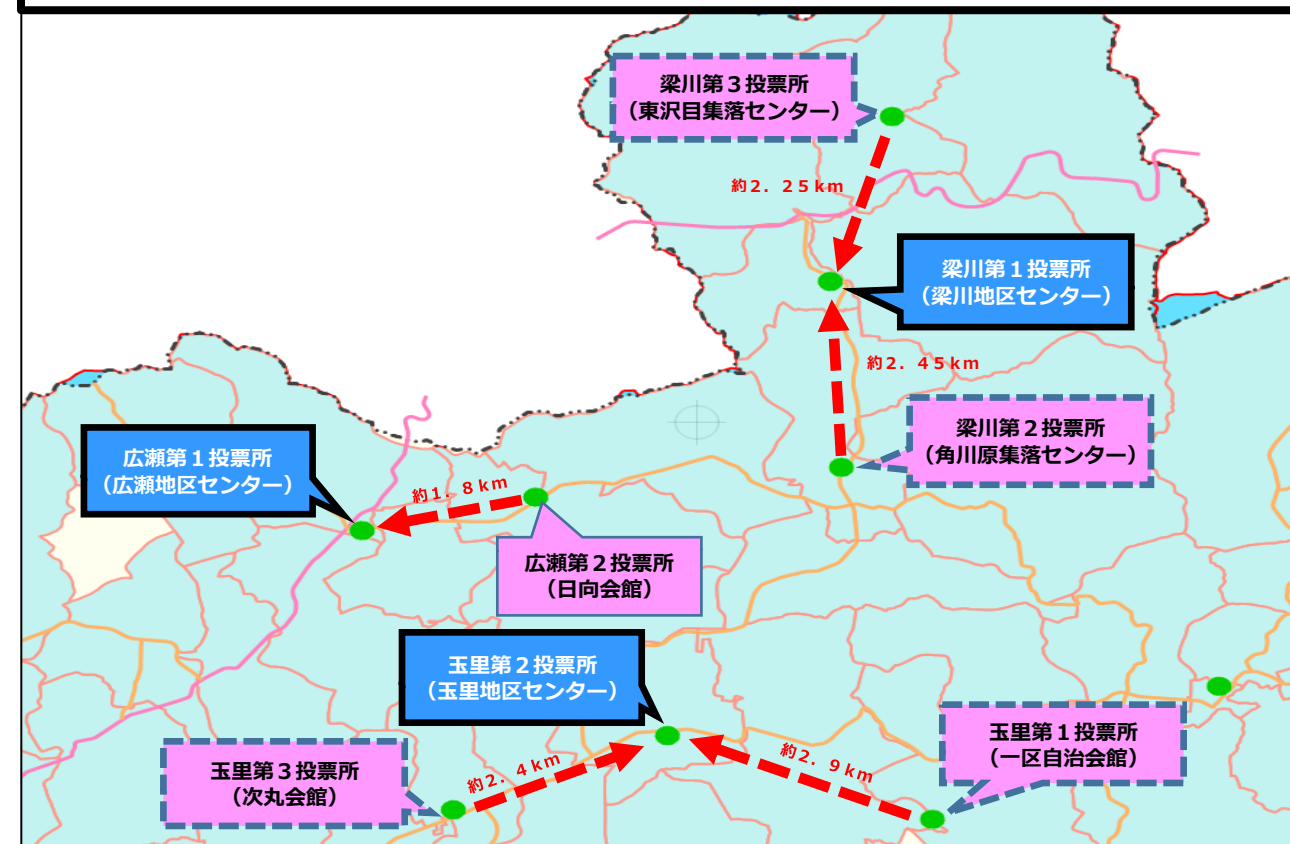 梁川第３投票所
（東沢目集落センター）
約２．２５ｋｍ
梁川第１投票所
（梁川地区センター）
約２．４５ｋｍ
梁川第２投票所
（角川原集落センター）
広瀬第１投票所
（広瀬地区センター）
約１．８ｋｍ
広瀬第２投票所
（日向会館）
玉里第２投票所
（玉里地区センター）
玉里第１投票所
（一区自治会館）
約２．９ｋｍ
玉里第３投票所
（次丸会館）
約２．４ｋｍ